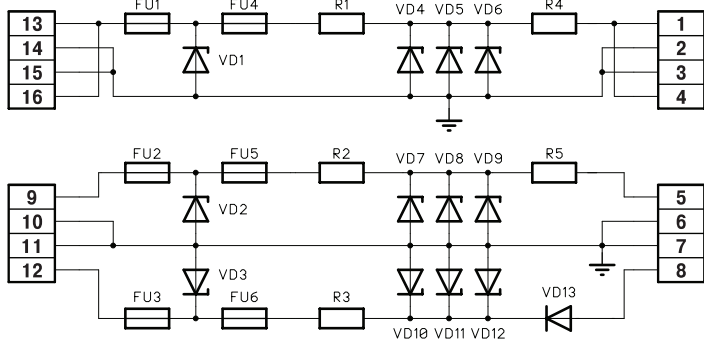 FU1 FU4 R1 VD4 VD5 VD6 R4
13 1
14 2
VD1
15 3
16 4
FU2 FU5 R2 VD7 VD8 VD9 R5
9 5
VD2
10 6
11 7
12 8
VD3
VD13
FU3 FU6 R3
VD10 VD11 VD12